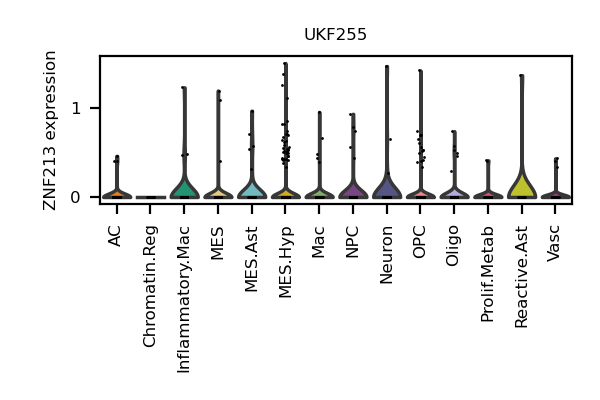 UKF255
ZNF213 expression
1
0
AC
Chromatin.Reg
Inflammatory.Mac
MES
MES.Ast
MES.Hyp
Mac
NPC
Neuron
OPC
Oligo
Prolif.Metab
Reactive.Ast
Vasc